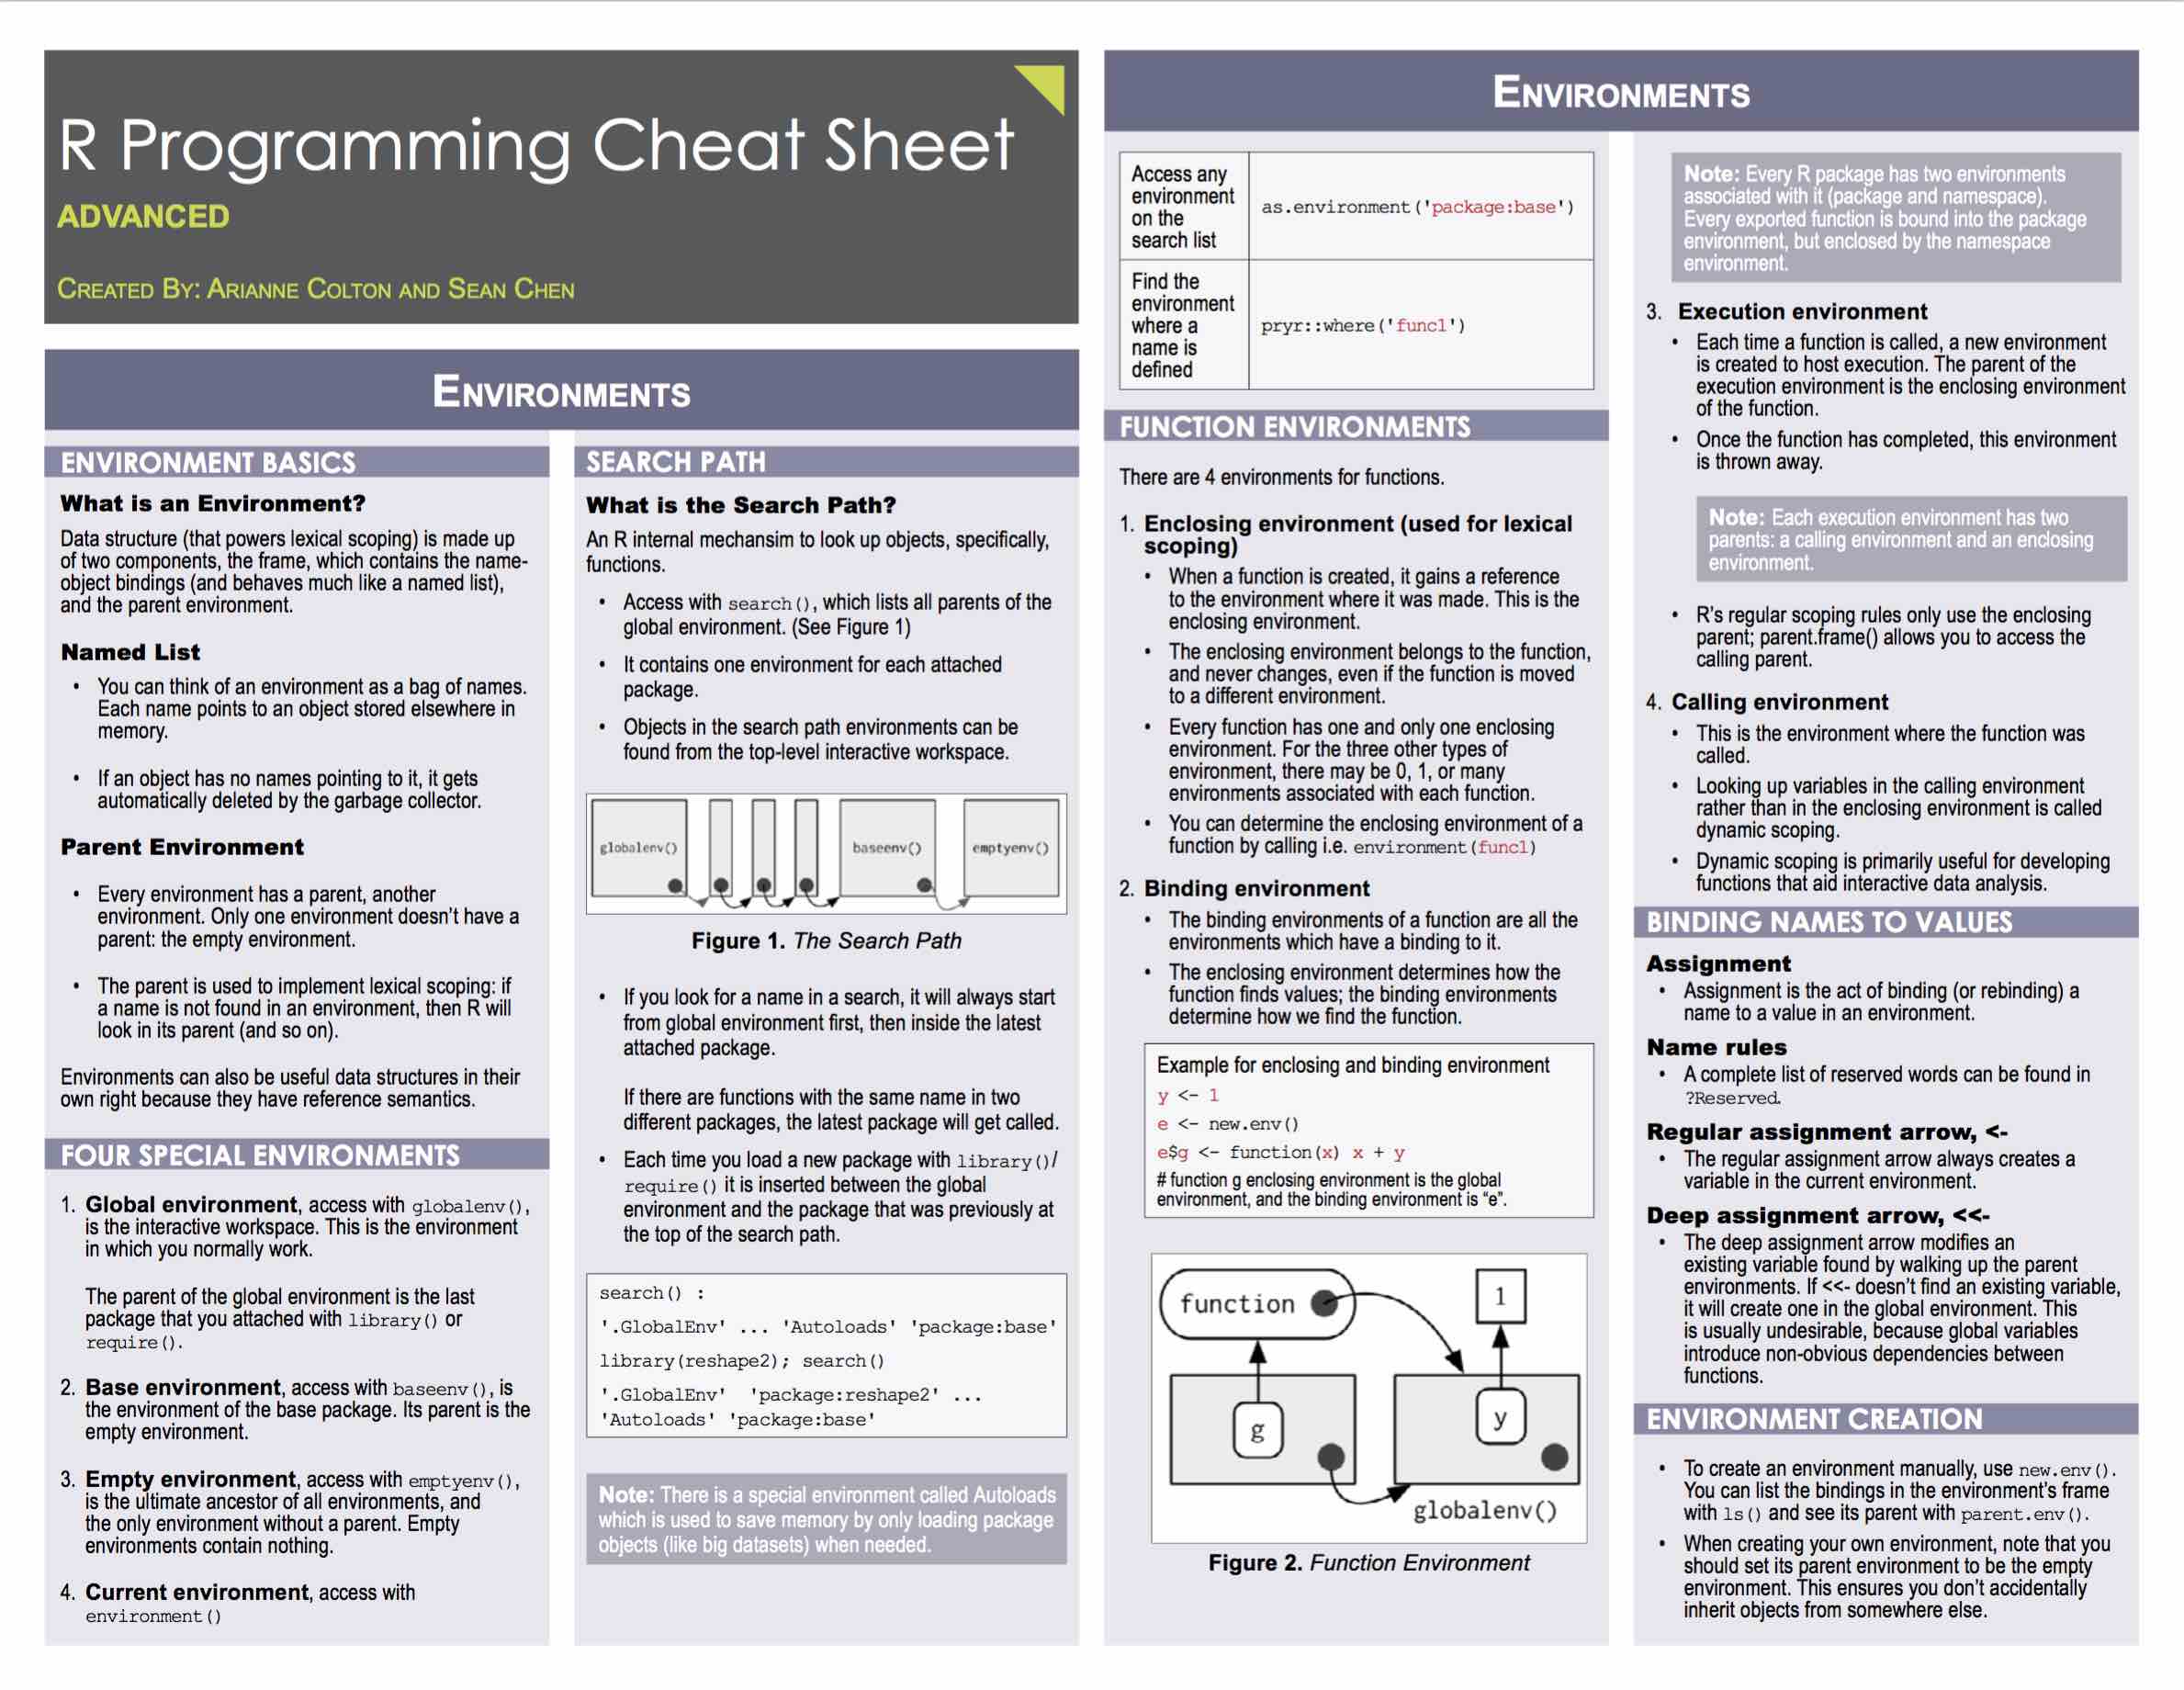 R Programming Cheat Sheet
ADVANCED
CREATED BY: ARIANNE COLTON AND SEAN CHEN
ENVIRONMENTS
ENVIRONMENT BASICS
What is an Environment?
Data structure (that powers lexical scoping) is made up
of two components, the frame, which contains the name-
object bindings (and behaves much like a named list),
and the parent environment.
Named List
• You can think of an environment as a bag of names.
Each name points to an object stored elsewhere in
memory.
• If an object has no names pointing to it, it gets
automatically deleted by the garbage collector.
Parent Environment
• Every environment has a parent, another
environment. Only one environment doesn't have a
parent: the empty environment.
• The parent is used to implement lexical scoping: if
a name is not found in an environment, then R will
look in its parent (and so on).
Environments can also be useful data structures in their
own right because they have reference semantics.
FOUR SPECIAL ENVIRONMENTS
1. Global environment, access with globalenv(),
is the interactive workspace. This is the environment
in which you normally work.
The parent of the global environment is the last
package that you attached with library() or
require().
2. Base environment, access with baseenv(), is
the environment of the base package. Its parent is the
empty environment.
3. Empty environment, access with emptyenv(),
is the ultimate ancestor of all environments, and
the only environment without a parent. Empty
environments contain nothing.
4. Current environment, access with
environment()
SEARCH PATH
What is the Search Path?
An R internal mechansim to look up objects, specifically,
functions.
• Access with search(), which lists all parents of the
global environment. (See Figure 1)
• It contains one environment for each attached
package.
• Objects in the search path environments can be
found from the top-level interactive workspace.
globalenv() baseenv() emptyenv()
Figure 1. The Search Path
• If you look for a name in a search, it will always start
from global environment first, then inside the latest
attached package.
If there are functions with the same name in two
different packages, the latest package will get called.
• Each time you load a new package with library()/
require() it is inserted between the global
environment and the package that was previously at
the top of the search path.
search() :
'.GlobalEnv' ... 'Autoloads' 'package:base'
library(reshape2); search()
'.GlobalEnv' 'package:reshape2' ...
'Autoloads' 'package:base'
Note: There is a special environment called Autoloads
which is used to save memory by only loading package
objects (like big datasets) when needed.
ENVIRONMENTS
Access any
environment
on the
search list
as.environment('package:base')
Find the
environment
where a
name is
defined
pryr::where('func1')
FUNCTION ENVIRONMENTS
There are 4 environments for functions.
1. Enclosing environment (used for lexical
scoping)
• When a function is created, it gains a reference
to the environment where it was made. This is the
enclosing environment.
• The enclosing environment belongs to the function,
and never changes, even if the function is moved
to a different environment.
• Every function has one and only one enclosing
environment. For the three other types of
environment, there may be 0, 1, or many
environments associated with each function.
• You can determine the enclosing environment of a
function by calling i.e. environment(func1)
2. Binding environment
• The binding environments of a function are all the
environments which have a binding to it.
• The enclosing environment determines how the
function finds values; the binding environments
determine how we find the function.
Example for enclosing and binding environment
y <- 1
e <- new.env()
e$g <- function(x) x + y
# function g enclosing environment is the global
environment, and the binding environment is “e”.
function 1
g y
globalenv()
Figure 2. Function Environment
Note: Every R package has two environments
associated with it (package and namespace).
Every exported function is bound into the package
environment, but enclosed by the namespace
environment.
3. Execution environment
• Each time a function is called, a new environment
is created to host execution. The parent of the
execution environment is the enclosing environment
of the function.
• Once the function has completed, this environment
is thrown away.
Note: Each execution environment has two
parents: a calling environment and an enclosing
environment.
• R’s regular scoping rules only use the enclosing
parent; parent.frame() allows you to access the
calling parent.
4. Calling environment
• This is the environment where the function was
called.
• Looking up variables in the calling environment
rather than in the enclosing environment is called
dynamic scoping.
• Dynamic scoping is primarily useful for developing
functions that aid interactive data analysis.
BINDING NAMES TO VALUES
Assignment
• Assignment is the act of binding (or rebinding) a
name to a value in an environment.
Name rules
• A complete list of reserved words can be found in
?Reserved.
Regular assignment arrow, <-
• The regular assignment arrow always creates a
variable in the current environment.
Deep assignment arrow, <<-
• The deep assignment arrow modifies an
existing variable found by walking up the parent
environments. If <<- doesn’t find an existing variable,
it will create one in the global environment. This
is usually undesirable, because global variables
introduce non-obvious dependencies between
functions.
ENVIRONMENT CREATION
• To create an environment manually, use new.env().
You can list the bindings in the environment’s frame
with ls() and see its parent with parent.env().
• When creating your own environment, note that you
should set its parent environment to be the empty
environment. This ensures you don’t accidentally
inherit objects from somewhere else.